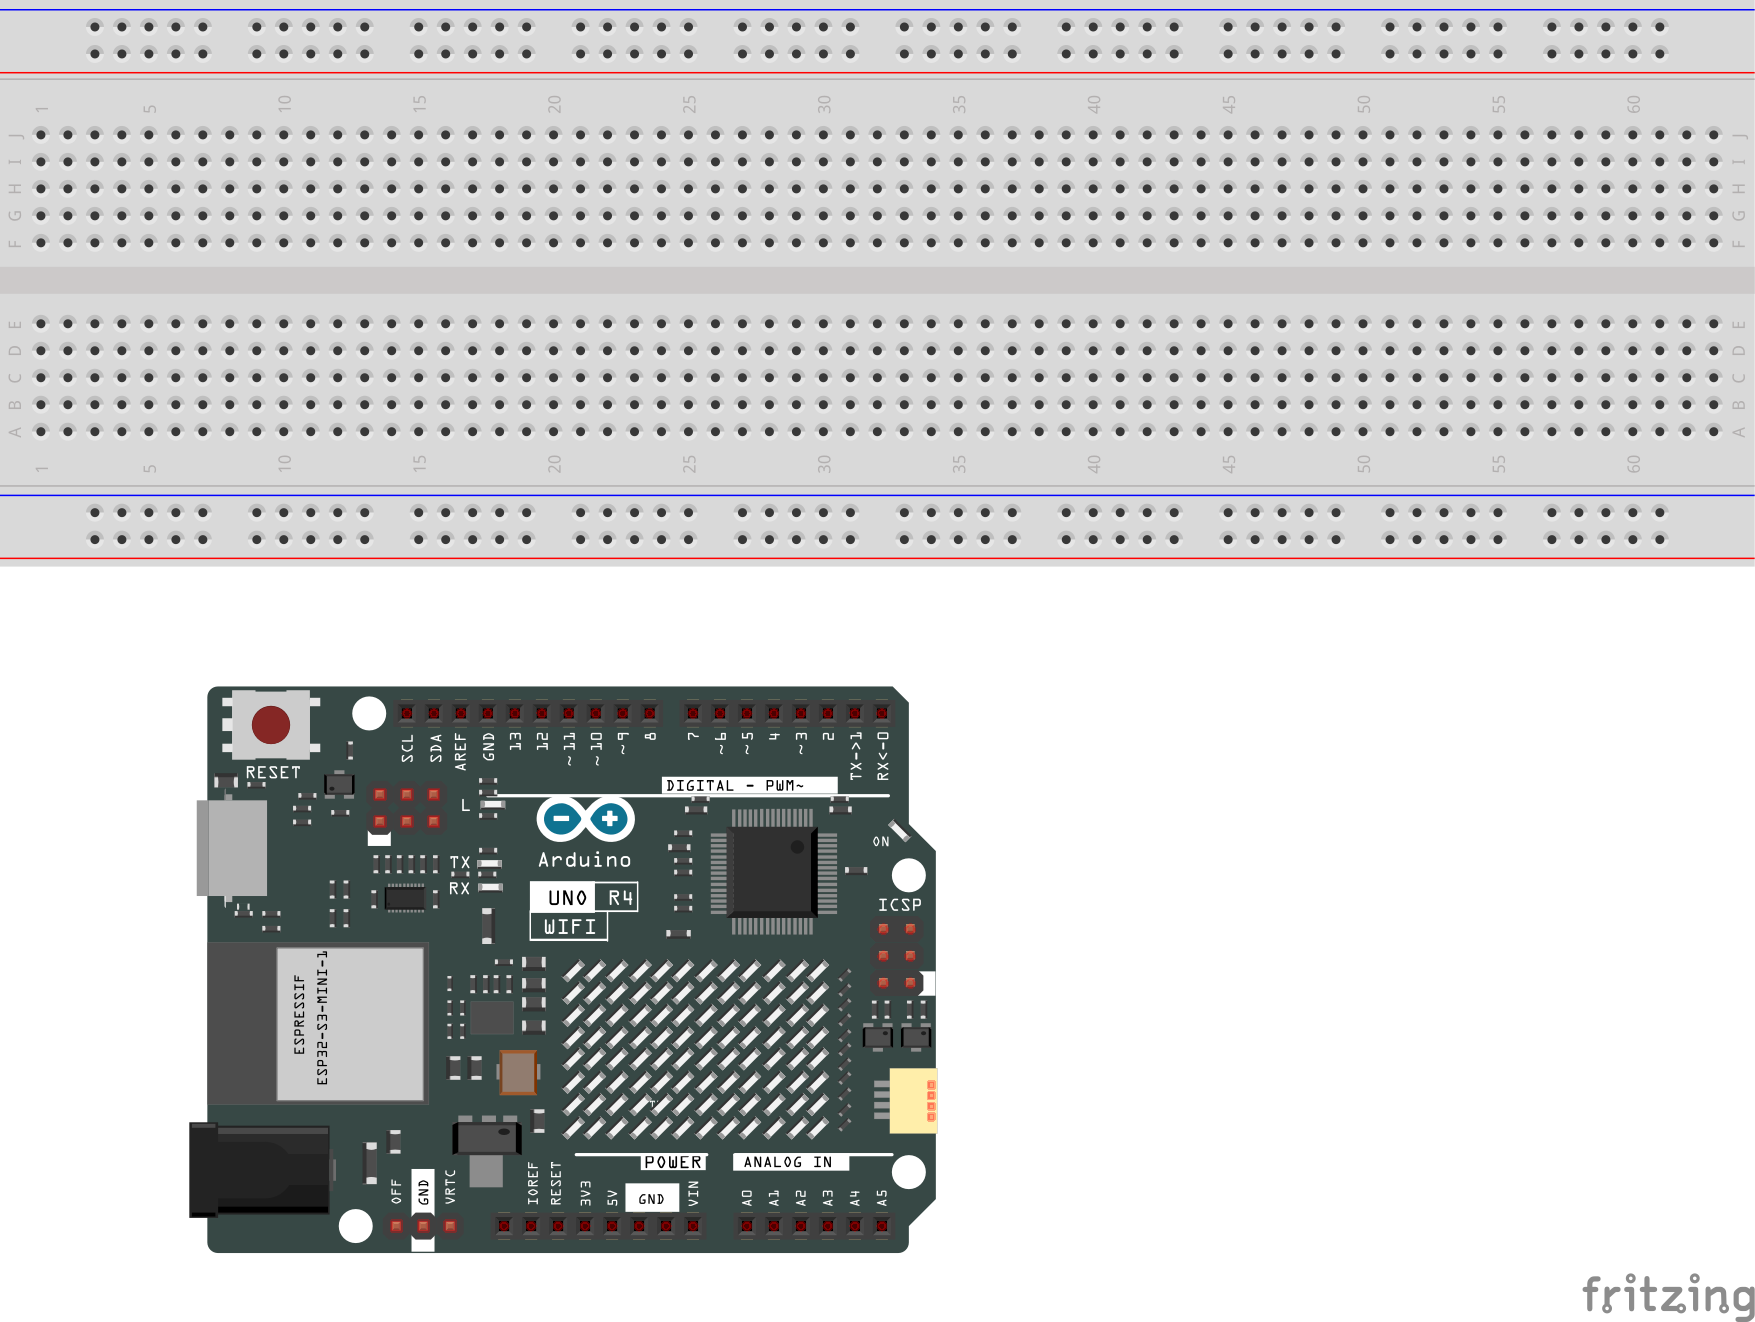 1 5 10 15 20 25 30 35 40 45 50 55 60
J J
I I
H H
G G
F F
E E
D D
C C
B B
A A
1 5 10 15 20 25 30 35 40 45 50 55 60
SCL SDA AREF GND 13 12 ~11 ~10 ~9 8 7 ~6 ~5 4 ~3 2 TX->1 RX<-0
RESET
DIGITAL - PWM~
L
ON
TX
Arduino
RX
UNO R4
WIFI
ICSP
ESPRESSIF
ESP32-S3-MINI-1
POWER ANALOG IN
OFF GND VRTC IOREF RESET 3V3 5V GND VIN A0 A1 A2 A3 A4 A5
fritzing